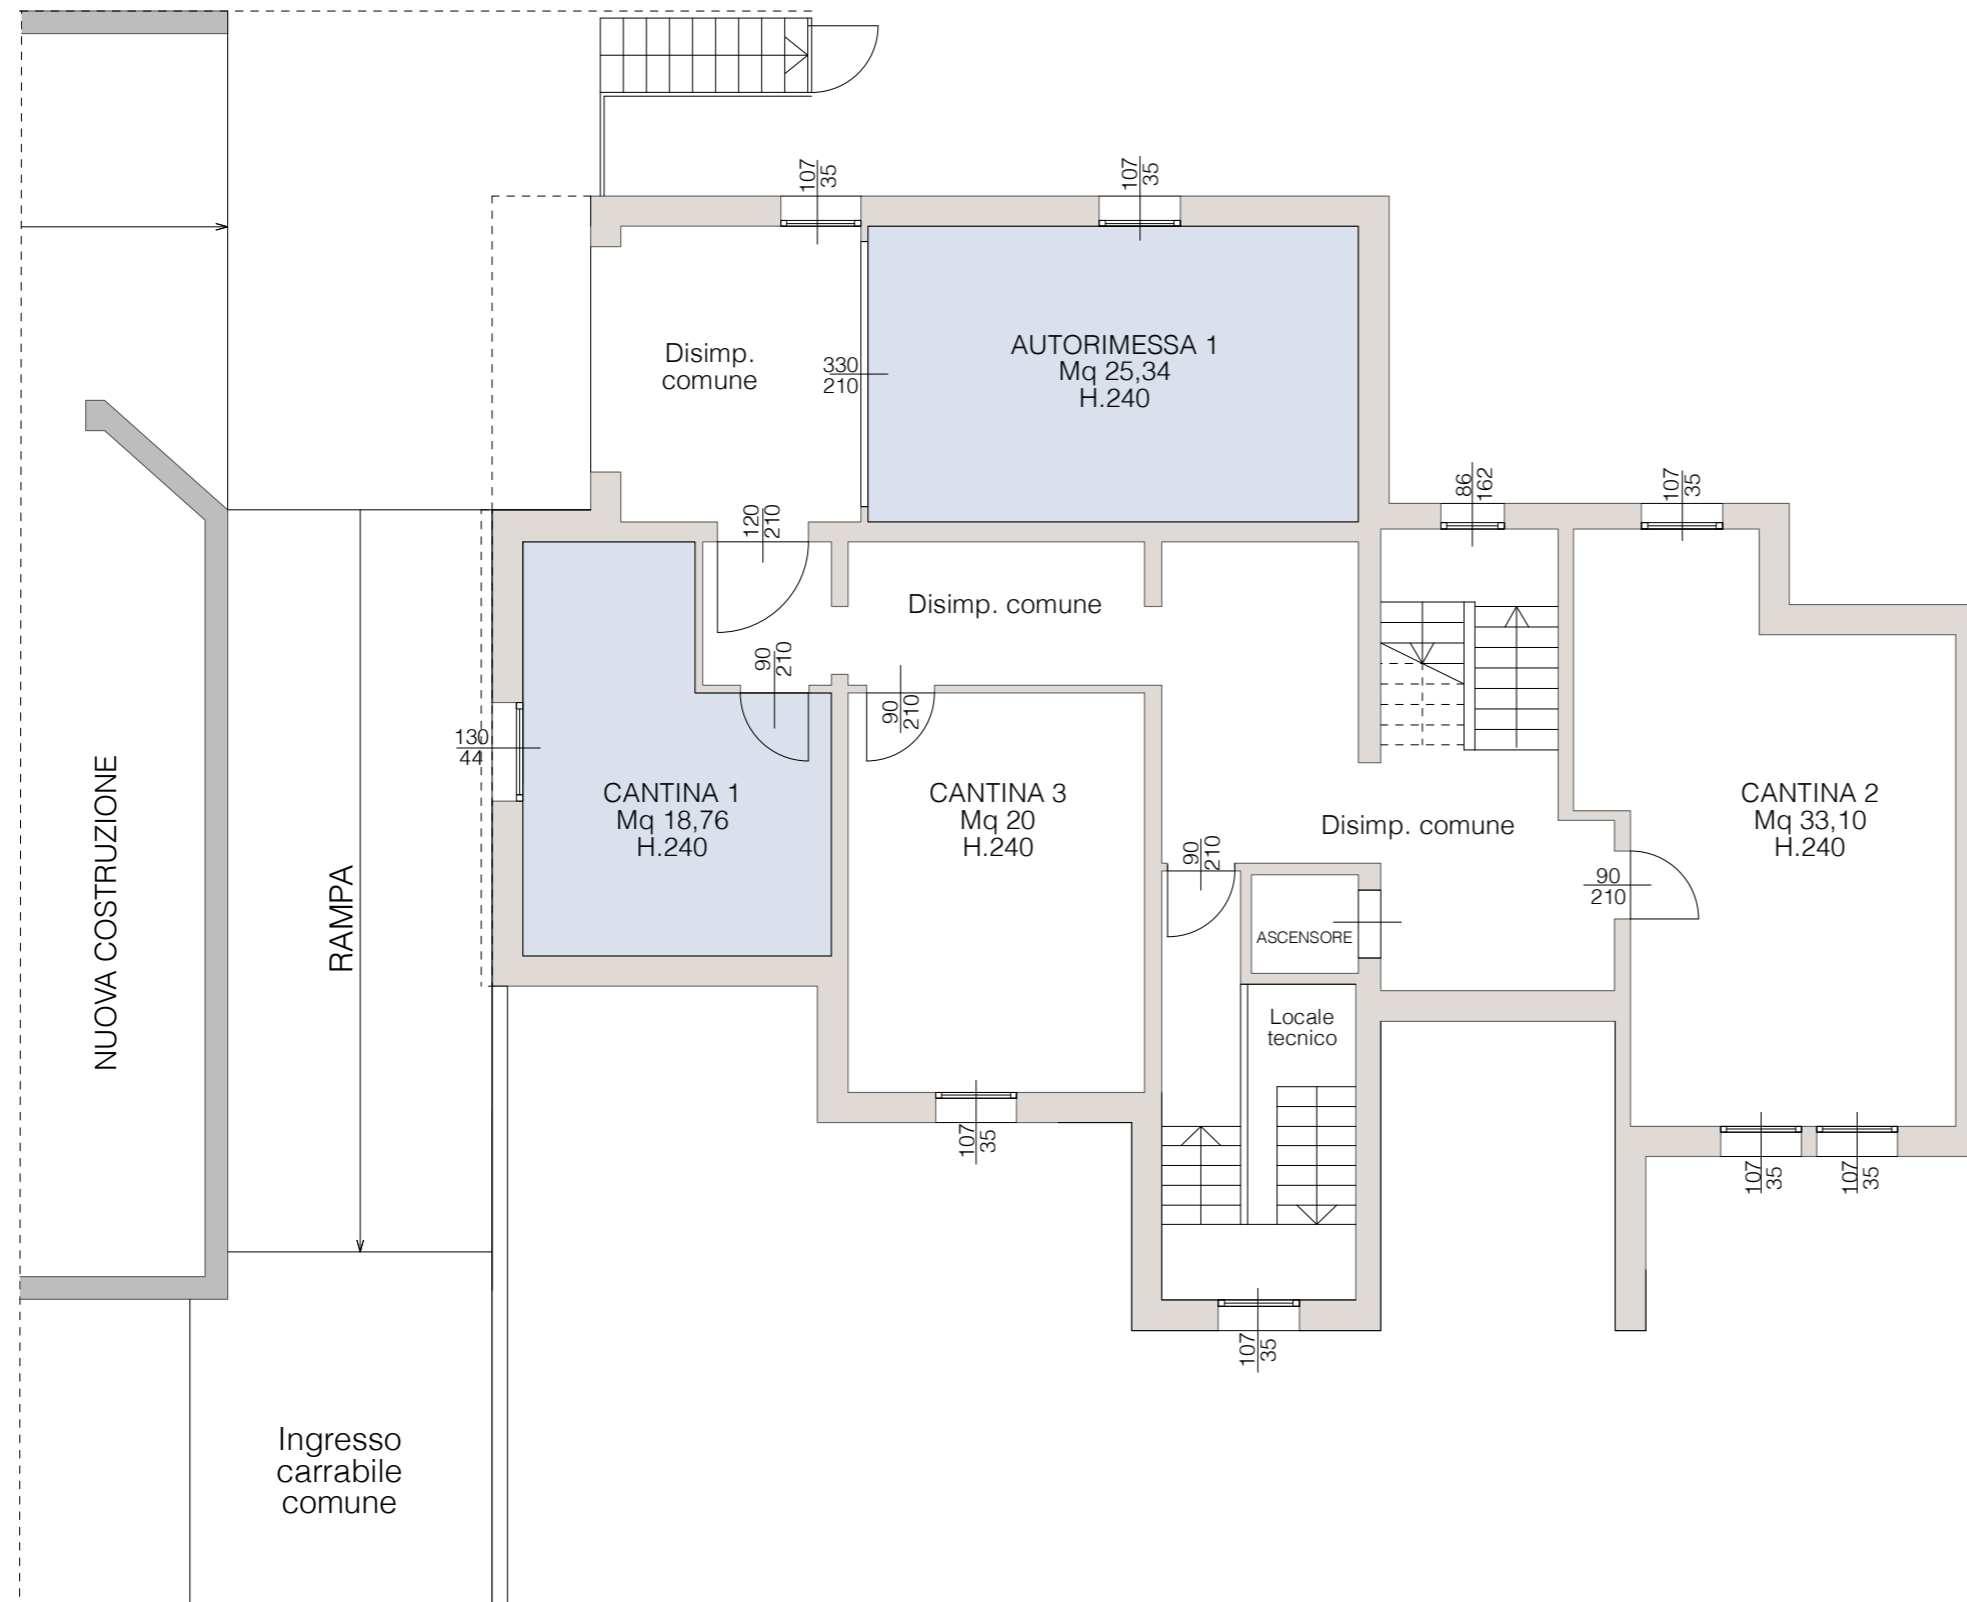 107
35
107
35
Disimp.
comune
330
210
AUTORIMESSA 1
Mq 25,34
H.240
86
162
107
35
120
210
Disimp. comune
90
210
90
210
130
44
NUOVA COSTRUZIONE
RAMPA
CANTINA 1
Mq 18,76
H.240
CANTINA 3
Mq 20
H.240
Disimp. comune
CANTINA 2
Mq 33,10
H.240
90
210
90
210
ASCENSORE
Locale
tecnico
107
35
107
35
107
35
107
35
Ingresso
carrabile
comune